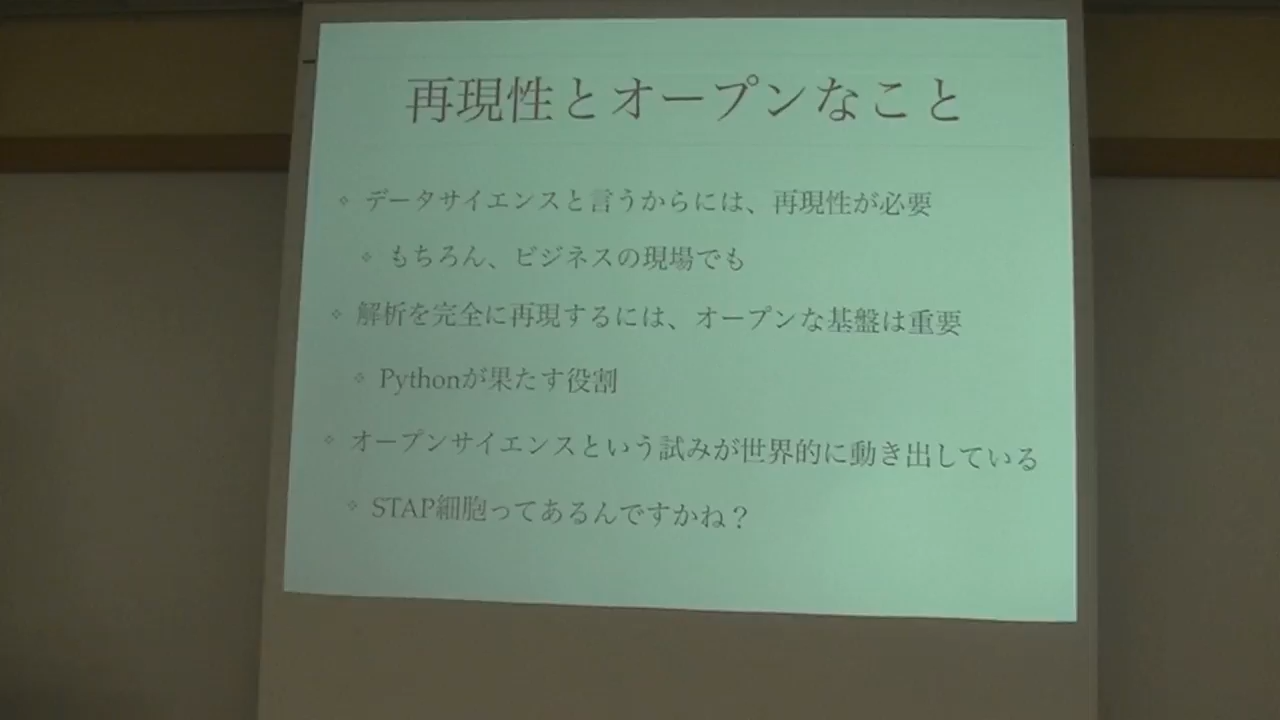 再現性とオープンなこと
データサイエンスと言うからには、再現性が必要
もちろん、ビジネスの現場でも
解析を完全に再現するには、オープンな基盤は重要
Pythonが果たす役割
オープンサイエンスという試みが世界的に動き出している
STAP細胞ってあるんですかね？